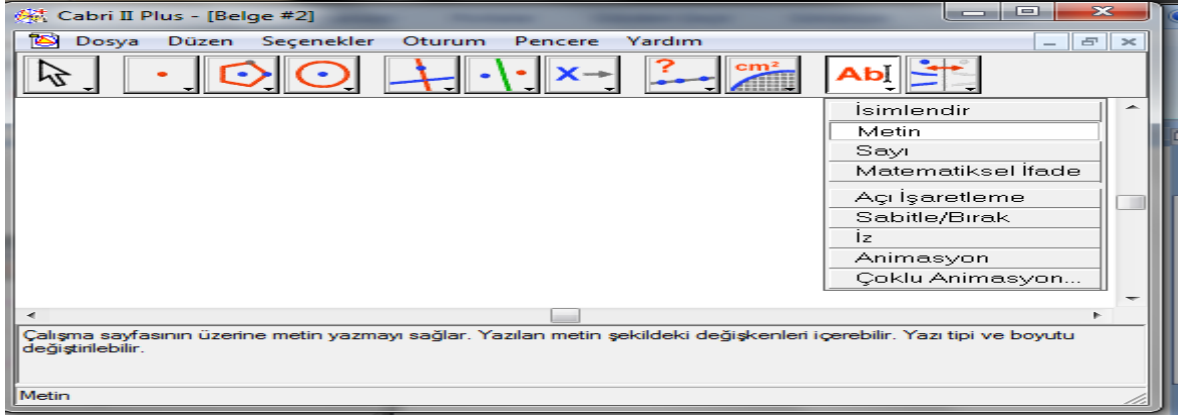 Cabri II Plus - [Belge #2]
Dosya Düzen Seçenekler Oturum Pencere Yardım
? cm² Ab
İsimlendir
Metin
Sayı
Matematiksel İfade
Açı İşaretleme
Sabitle/Bırak
İz
Animasyon
Çoklu Animasyon...
Çalışma sayfasının üzerine metin yazmayı sağlar. Yazılan metin şekildeki değişkenleri içerebilir. Yazı tipi ve boyutu
değiştirilebilir.
Metin